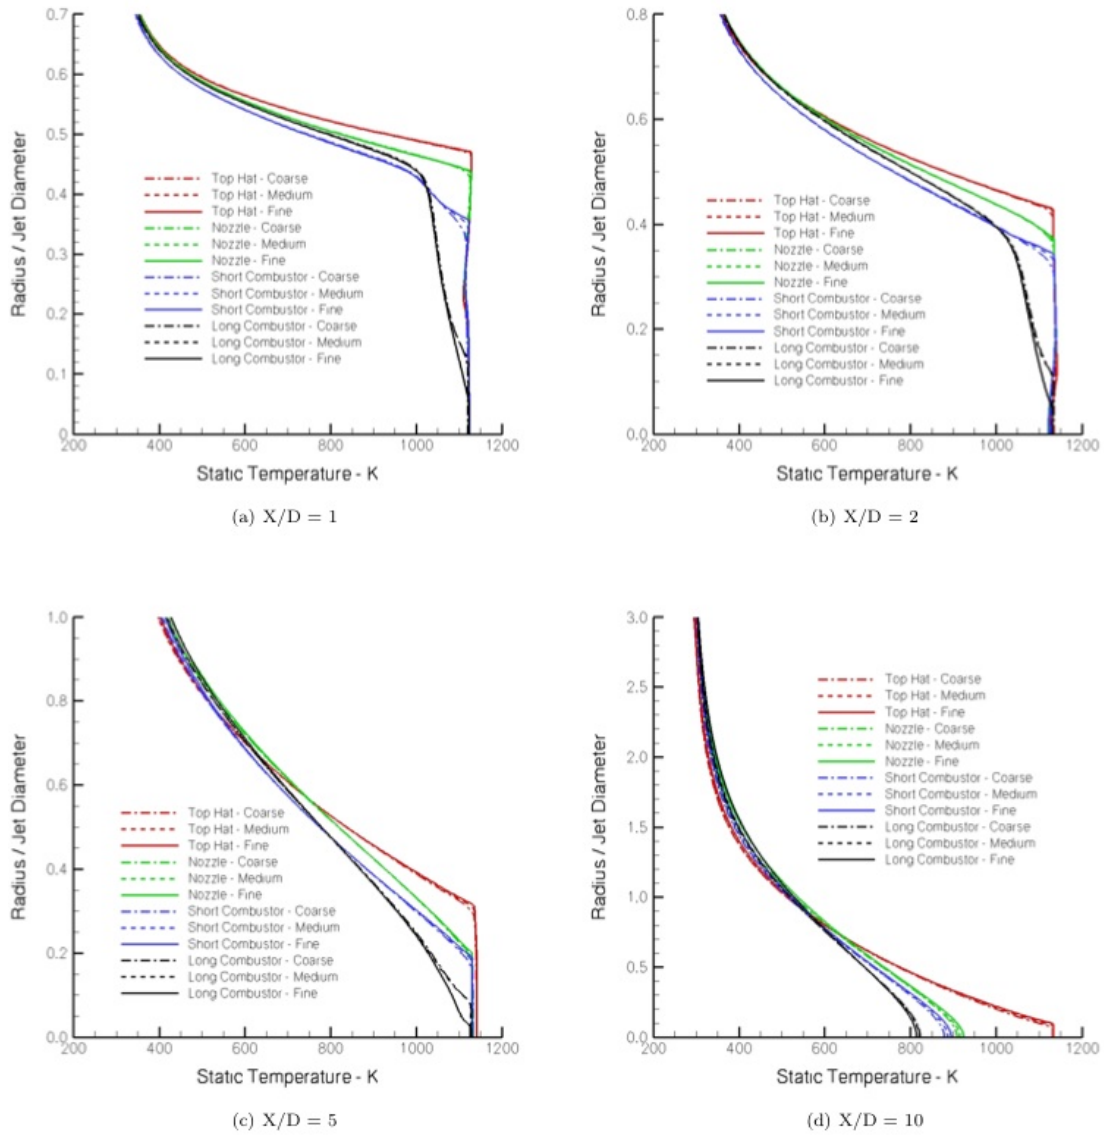 0.7
0.6
0.5
0.4
0.3
0.2
0.1
0
Radius / Jet Diameter
Top Hat - Coarse
Top Hat - Medium
Top Hat - Fine
Nozzle - Coarse
Nozzle - Medium
Nozzle - Fine
Short Combustor - Coarse
Short Combustor - Medium
Short Combustor - Fine
Long Combustor - Coarse
Long Combustor - Medium
Long Combustor - Fine
200 400 600 800 1000 1200
Static Temperature - K
(a) X/D = 1
0.8
0.6
0.4
0.2
0.0
Radius / Jet Diameter
Top Hat - Coarse
Top Hat - Medium
Top Hat - Fine
Nozzle - Coarse
Nozzle - Medium
Nozzle - Fine
Short Combustor - Coarse
Short Combustor - Medium
Short Combustor - Fine
Long Combustor - Coarse
Long Combustor - Medium
Long Combustor - Fine
200 400 600 800 1000 1200
Static Temperature - K
(b) X/D = 2
1.0
0.8
0.6
0.4
0.2
0.0
Radius / Jet Diameter
Top Hat - Coarse
Top Hat - Medium
Top Hat - Fine
Nozzle - Coarse
Nozzle - Medium
Nozzle - Fine
Short Combustor - Coarse
Short Combustor - Medium
Short Combustor - Fine
Long Combustor - Coarse
Long Combustor - Medium
Long Combustor - Fine
200 400 600 800 1000 1200
Static Temperature - K
(c) X/D = 5
3.0
2.5
2.0
1.5
1.0
0.5
0.0
Radius / Jet Diameter
Top Hat - Coarse
Top Hat - Medium
Top Hat - Fine
Nozzle - Coarse
Nozzle - Medium
Nozzle - Fine
Short Combustor - Coarse
Short Combustor - Medium
Short Combustor - Fine
Long Combustor - Coarse
Long Combustor - Medium
Long Combustor - Fine
200 400 600 800 1000 1200
Static Temperature - K
(d) X/D = 10